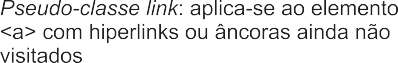 Pseudo-classe link: aplica-se ao elemento
<a> com hiperlinks ou âncoras ainda não
visitados